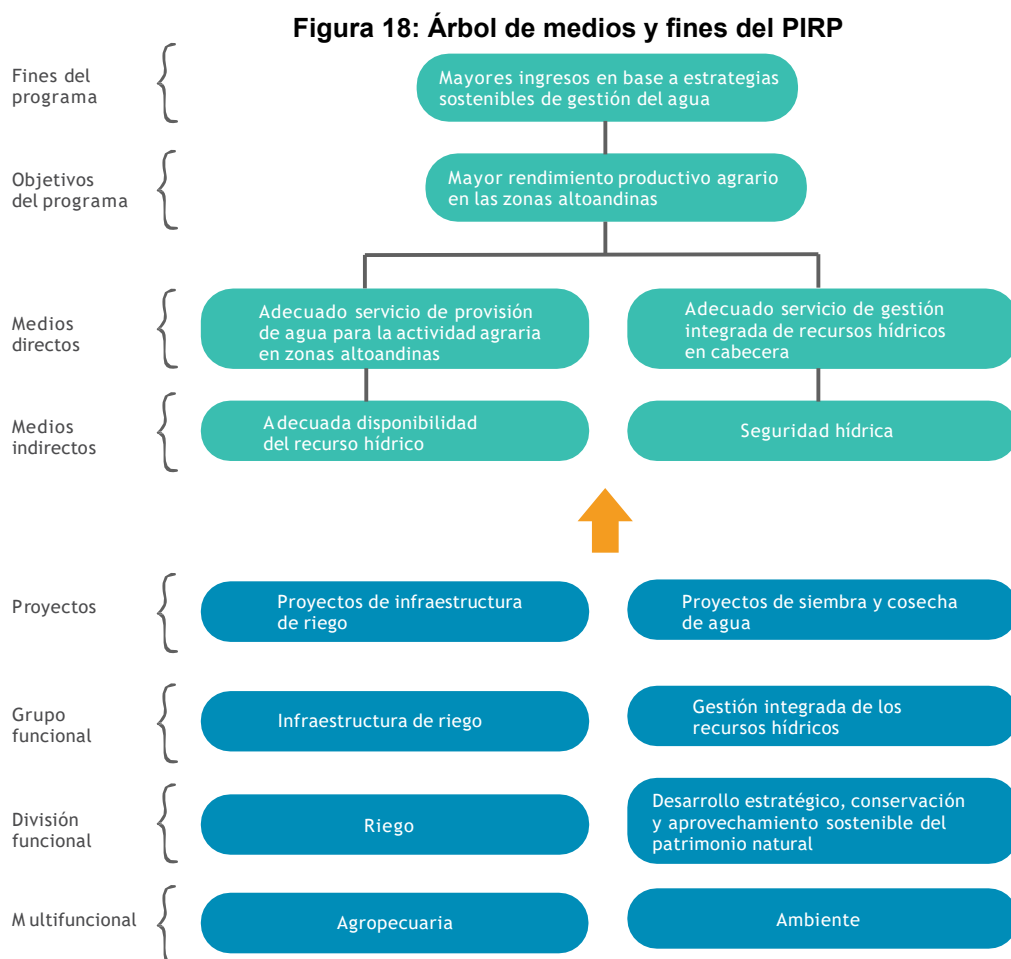 Figura 18: Árbol de medios y fines del PIRP
Fines del
programa
Mayores ingresos en base a estrategias
sostenibles de gestión del agua
Objetivos
del programa
Mayor rendimiento productivo agrario
en las zonas altoandinas
Medios
directos
Adecuado servicio de provisión
de agua para la actividad agraria
en zonas altoandinas
Adecuado servicio de gestión
integrada de recursos hídricos
en cabecera
Medios
indirectos
Adecuada disponibilidad
del recurso hídrico
Seguridad hídrica
Proyectos
Proyectos de infraestructura
de riego
Proyectos de siembra y cosecha
de agua
Grupo
funcional
Infraestructura de riego
Gestión integrada de los
recursos hídricos
División
funcional
Riego
Desarrollo estratégico, conservación
y aprovechamiento sostenible del
patrimonio natural
Multifuncional
Agropecuaria
Ambiente